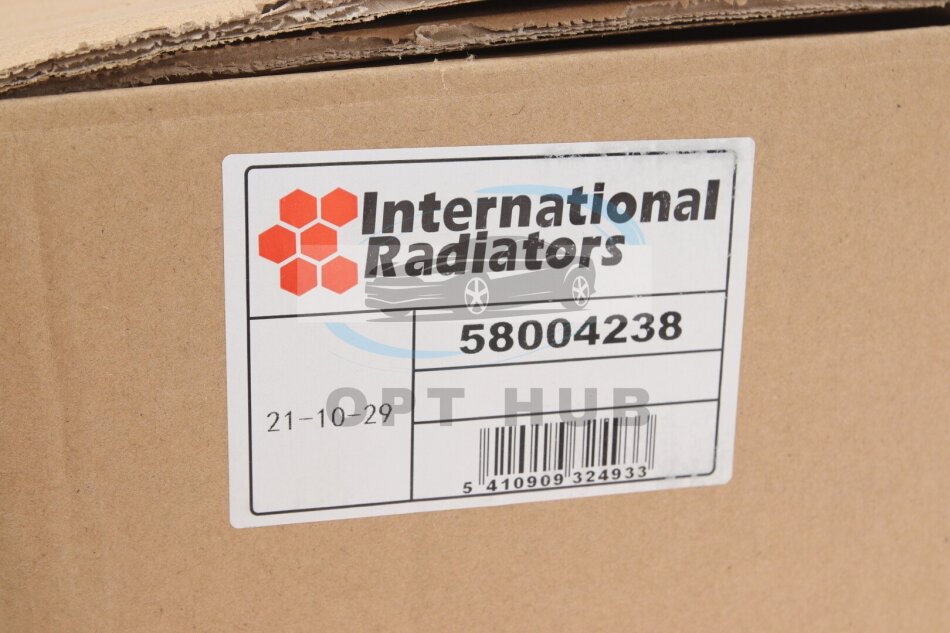 International
Radiators
58004238
21-10-29
OPT HUB
5 410909 324933